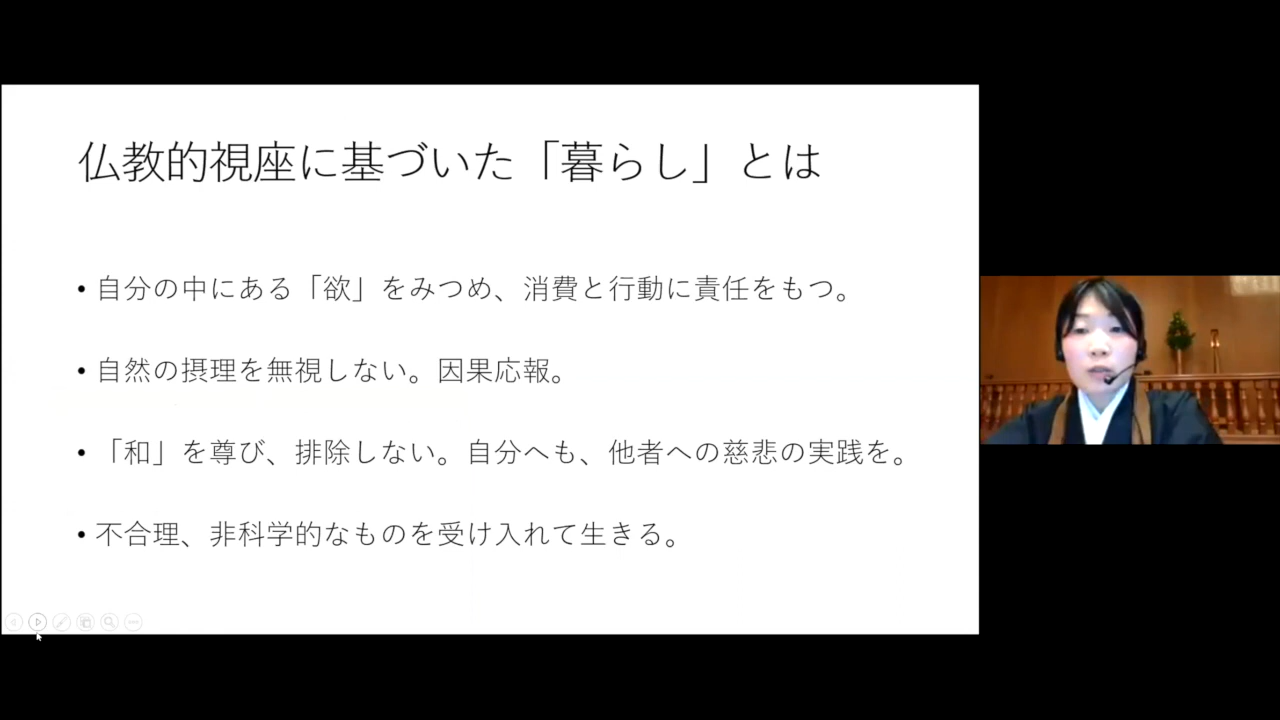 仏教的視座に基づいた「暮らし」とは
• 自分の中にある「欲」をみつめ、消費と行動に責任をもつ。
• 自然の摂理を無視しない。因果応報。
• 「和」を尊び、排除しない。自分へも、他者への慈悲の実践を。
• 不合理、非科学的なものを受け入れて生きる。